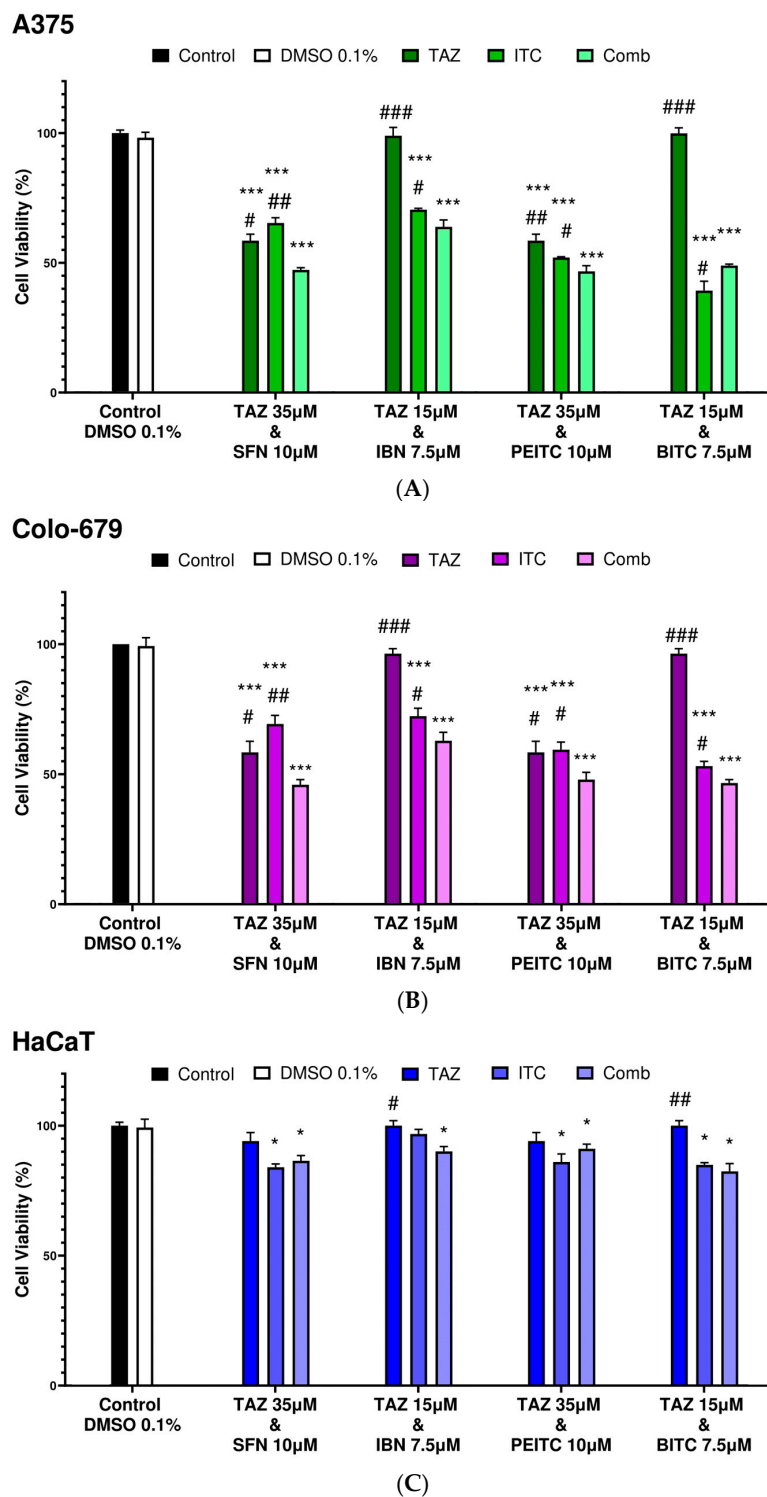 A375
Control DMSO 0.1% TAZ ITC Comb
Cell Viability (%)
100
50
0
*** # *** ## *** ### *** # *** *** ## *** # *** ### *** # ***
Control TAZ 35µM TAZ 15µM TAZ 35µM TAZ 15µM
DMSO 0.1% & & & &
SFN 10µM IBN 7.5µM PEITC 10µM BITC 7.5µM
(A)
Colo-679
Control DMSO 0.1% TAZ ITC Comb
Cell Viability (%)
100
50
0
*** # *** ## *** ### *** # *** *** # *** # *** ### *** # ***
Control TAZ 35µM TAZ 15µM TAZ 35µM TAZ 15µM
DMSO 0.1% & & & &
SFN 10µM IBN 7.5µM PEITC 10µM BITC 7.5µM
(B)
HaCaT
Control DMSO 0.1% TAZ ITC Comb
Cell Viability (%)
100
50
0
* * # * * * ## * *
Control TAZ 35µM TAZ 15µM TAZ 35µM TAZ 15µM
DMSO 0.1% & & & &
SFN 10µM IBN 7.5µM PEITC 10µM BITC 7.5µM
(C)